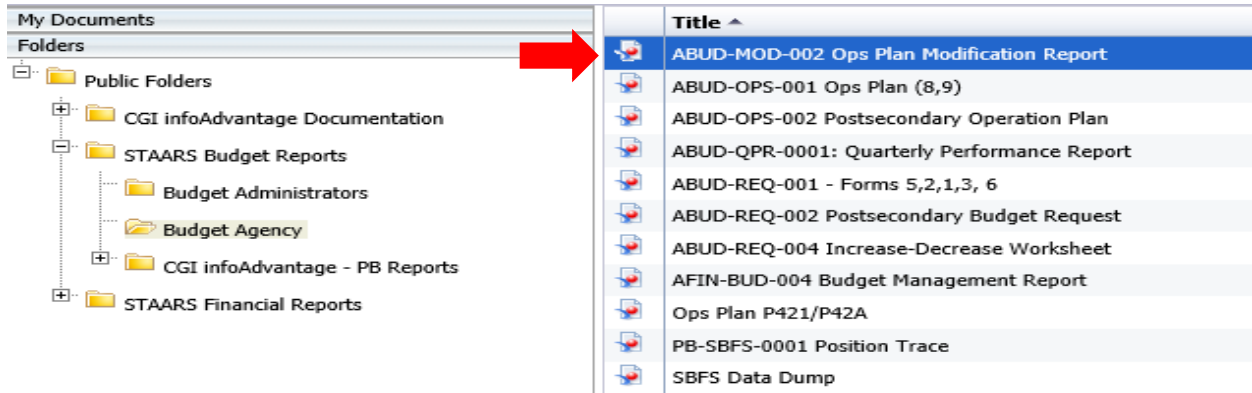 My Documents
Folders
Public Folders
CGI infoAdvantage Documentation
STAARS Budget Reports
Budget Administrators
Budget Agency
CGI infoAdvantage - PB Reports
STAARS Financial Reports
Title
ABUD-MOD-002 Ops Plan Modification Report
ABUD-OPS-001 Ops Plan (8,9)
ABUD-OPS-002 Postsecondary Operation Plan
ABUD-QPR-0001: Quarterly Performance Report
ABUD-REQ-001 - Forms 5,2,1,3, 6
ABUD-REQ-002 Postsecondary Budget Request
ABUD-REQ-004 Increase-Decrease Worksheet
AFIN-BUD-004 Budget Management Report
Ops Plan P421/P42A
PB-SBFS-0001 Position Trace
SBFS Data Dump